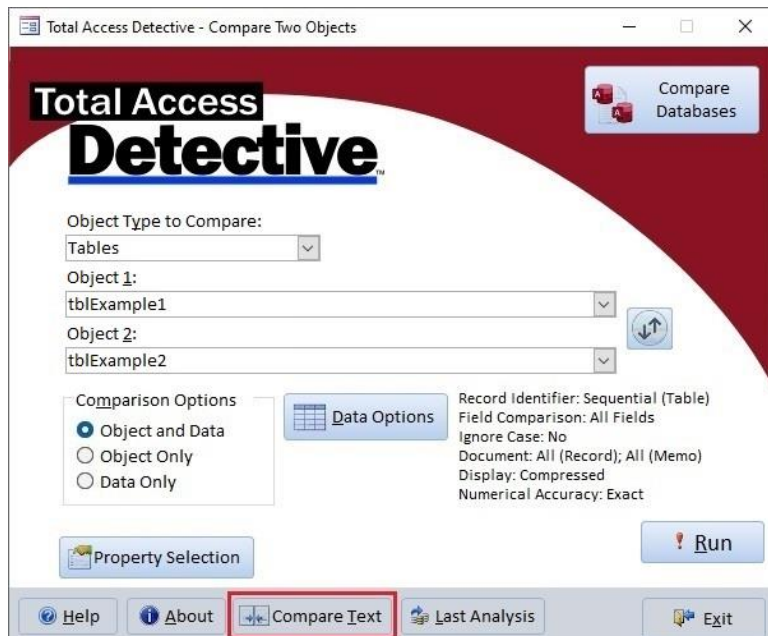 Total Access Detective - Compare Two Objects
Total Access
Detective™
Compare
Databases
Object Type to Compare:
Tables
Object 1:
tblExample1
Object 2:
tblExample2
Comparison Options
Object and Data
Object Only
Data Only
Data Options
Record Identifier: Sequential (Table)
Field Comparison: All Fields
Ignore Case: No
Document: All (Record); All (Memo)
Display: Compressed
Numerical Accuracy: Exact
Property Selection
Run
Help
About
Compare Text
Last Analysis
Exit